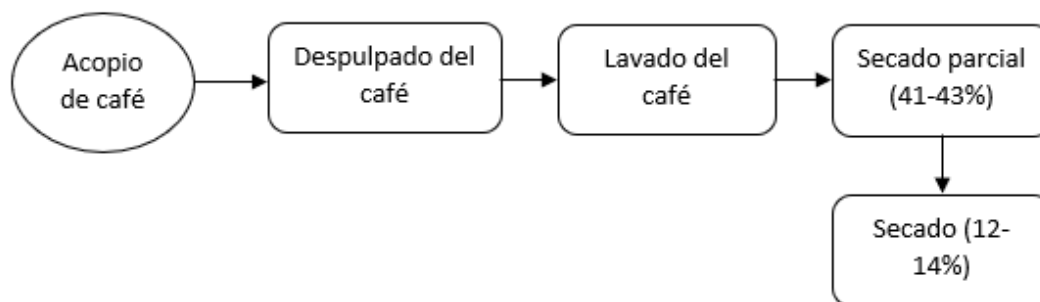 Acopio
de café
Despulpado del
café
Lavado del
café
Secado parcial
(41-43%)
Secado (12-
14%)